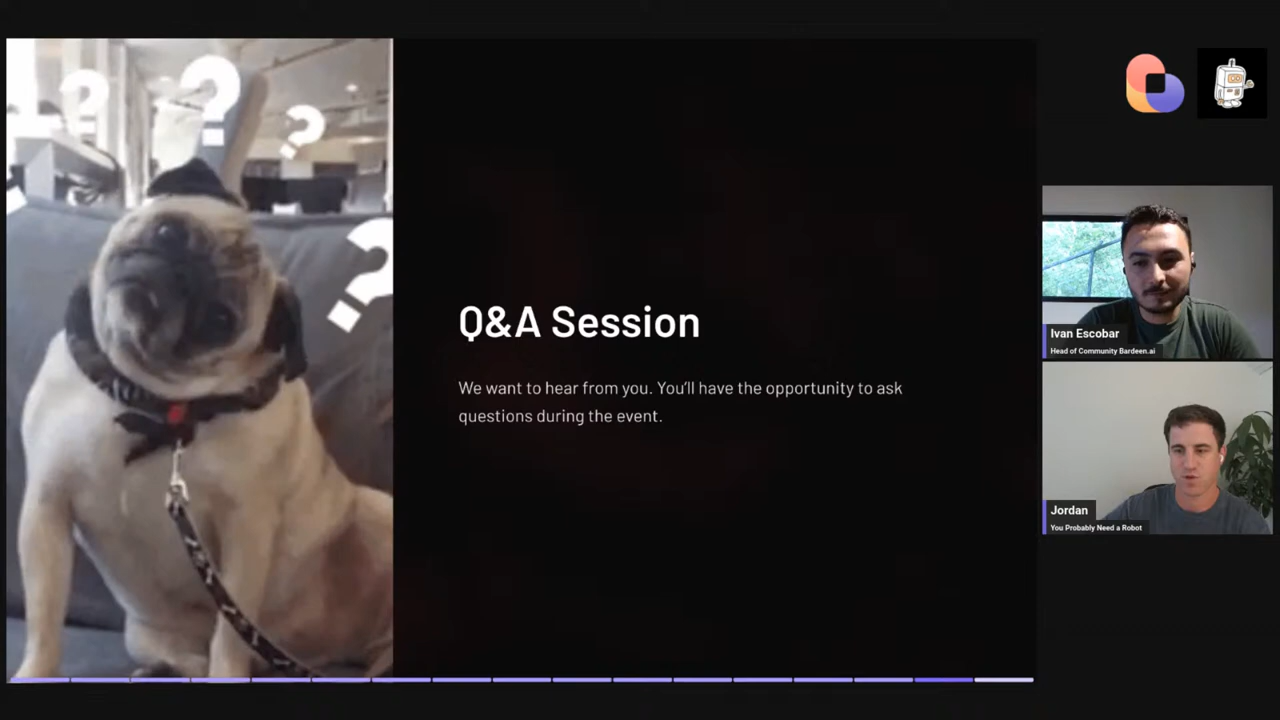 ? ? ? ?
Q&A Session
We want to hear from you. You’ll have the opportunity to ask
questions during the event.
Ivan Escobar
Head of Community Bardeen.ai
Jordan
You Probably Need a Robot